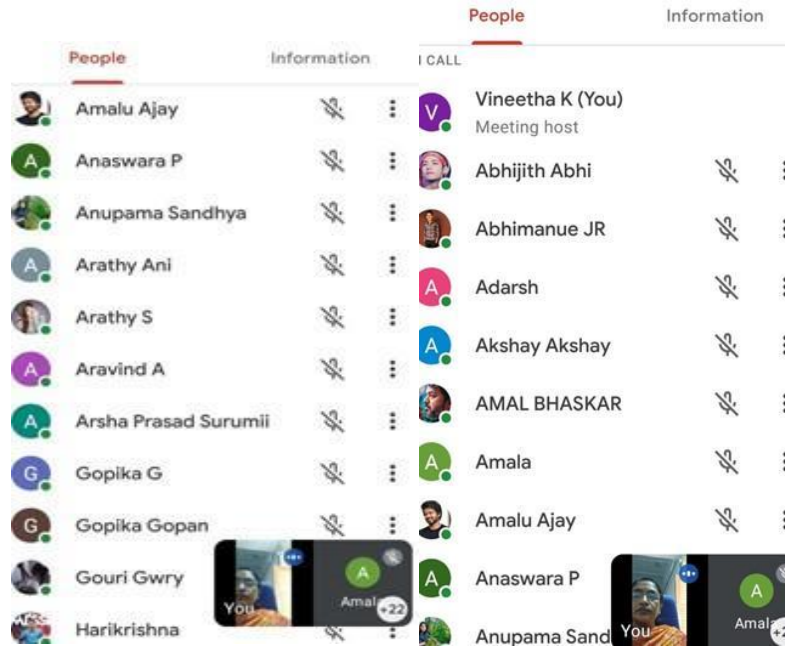 People Information
Amalu Ajay
A Anaswara P
Anupama Sandhya
A Arathy Ani
Arathy S
A Aravind A
A Arsha Prasad Surumii
G Gopika G
G Gopika Gopan
Gouri Gwry
Harikrishna
You
A
Amal
+22
People Information
CALL
V Vineetha K (You)
Meeting host
Abhijith Abhi
Abhimanue JR
A Adarsh
A Akshay Akshay
AMAL BHASKAR
A Amala
Amalu Ajay
A Anaswara P
Anupama Sand
You
A
Amala